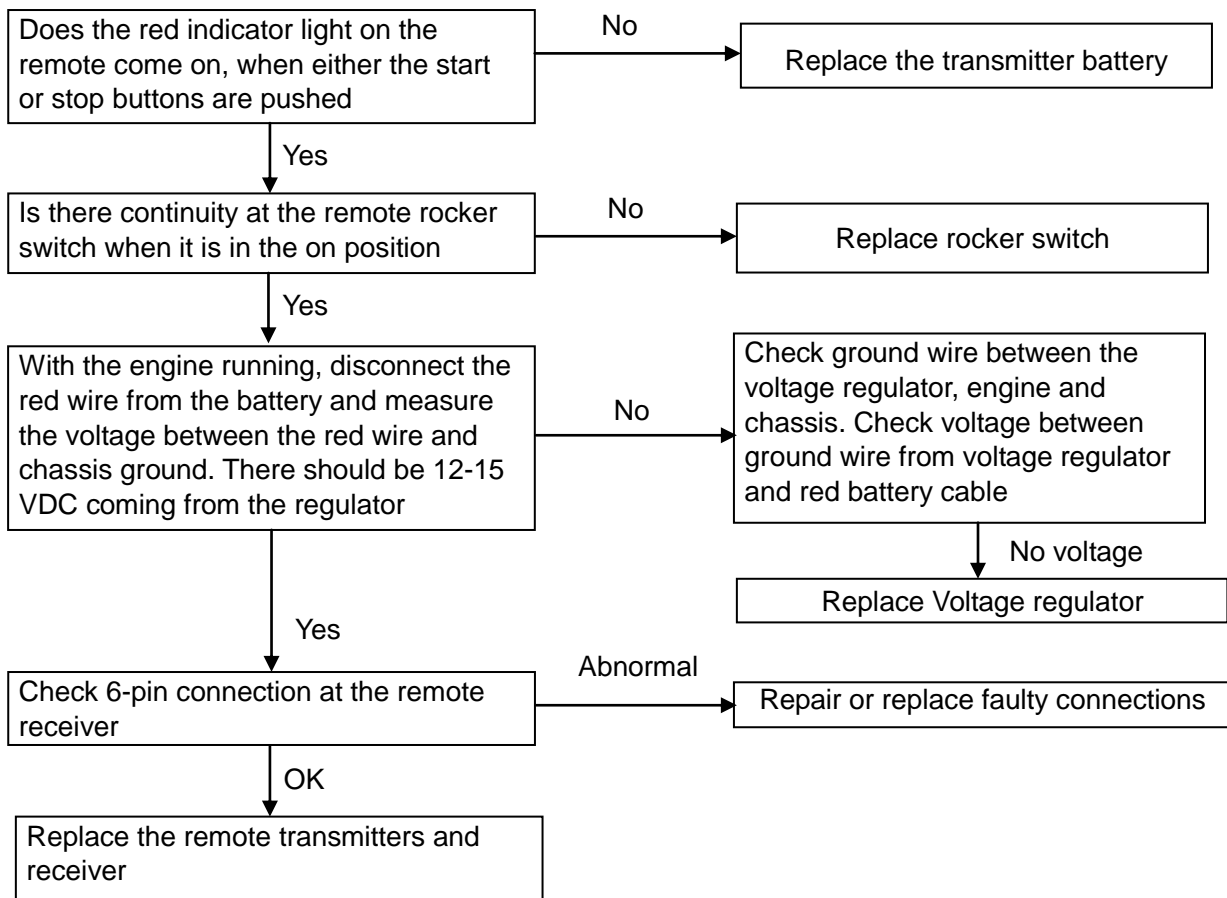 Does the red indicator light on the
remote come on, when either the start
or stop buttons are pushed
No
Replace the transmitter battery
Yes
Is there continuity at the remote rocker
switch when it is in the on position
No
Replace rocker switch
Yes
With the engine running, disconnect the
red wire from the battery and measure
the voltage between the red wire and
chassis ground. There should be 12-15
VDC coming from the regulator
No
Check ground wire between the
voltage regulator, engine and
chassis. Check voltage between
ground wire from voltage regulator
and red battery cable
No voltage
Replace Voltage regulator
Yes
Check 6-pin connection at the remote
receiver
Abnormal
Repair or replace faulty connections
OK
Replace the remote transmitters and
receiver